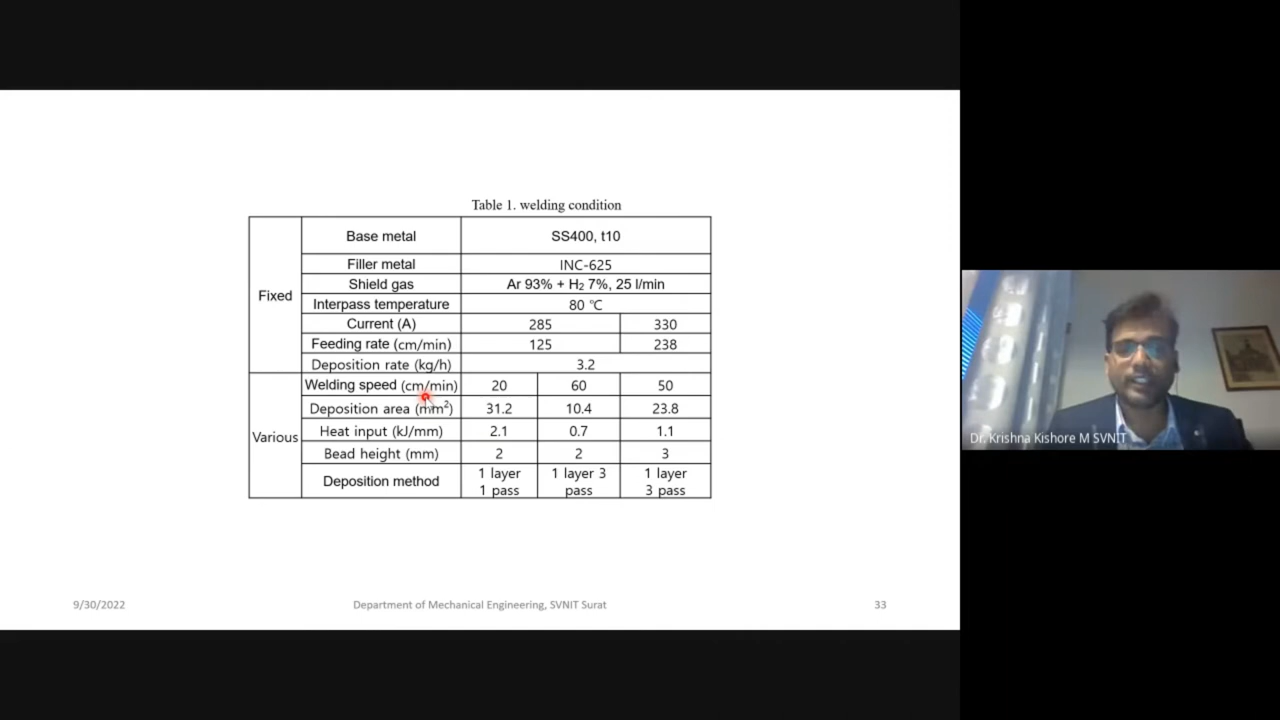 Table 1. welding condition
Fixed
Base metal SS400, t10
Filler metal INC-625
Shield gas Ar 93% + H₂ 7%, 25 l/min
Interpass temperature 80 ℃
Current (A) 285 330
Feeding rate (cm/min) 125 238
Deposition rate (kg/h) 3.2
Various
Welding speed (cm/min) 20 60 50
Deposition area (mm²) 31.2 10.4 23.8
Heat input (kJ/mm) 2.1 0.7 1.1
Bead height (mm) 2 2 3
Deposition method 1 layer 1 layer 3 1 layer
1 pass pass 3 pass
9/30/2022 Department of Mechanical Engineering, SVNIT Surat 33
Dr. Krishna Kishore M SVNIT